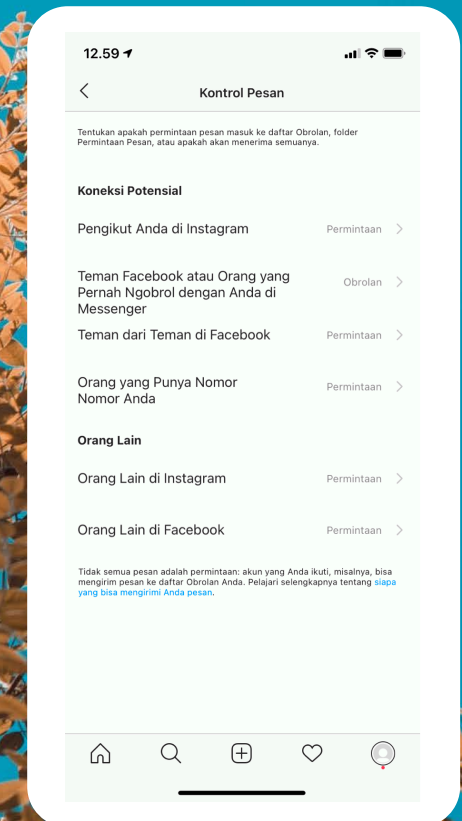 12.59
Kontrol Pesan
Tentukan apakah permintaan pesan masuk ke daftar Obrolan, folder
Permintaan Pesan, atau apakah akan menerima semuanya.
Koneksi Potensial
Pengikut Anda di Instagram Permintaan
Teman Facebook atau Orang yang
Pernah Ngobrol dengan Anda di Obrolan
Messenger
Teman dari Teman di Facebook Permintaan
Orang yang Punya Nomor Permintaan
Nomor Anda
Orang Lain
Orang Lain di Instagram Permintaan
Orang Lain di Facebook Permintaan
Tidak semua pesan adalah permintaan: akun yang Anda ikuti, misalnya, bisa
mengirim pesan ke daftar Obrolan Anda. Pelajari selengkapnya tentang siapa
yang bisa mengirimi Anda pesan.